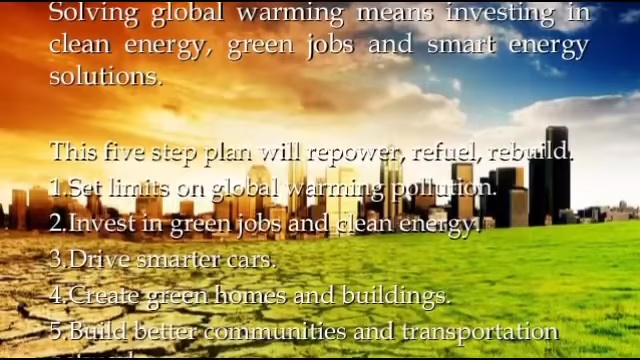 Solving global warming means investing in
clean energy, green jobs and smart energy
solutions.
This five step plan will repower, refuel, rebuild.
1.Set limits on global warming pollution.
2.Invest in green jobs and clean energy.
3.Drive smarter cars.
4.Create green homes and buildings.
5.Build better communities and transportation